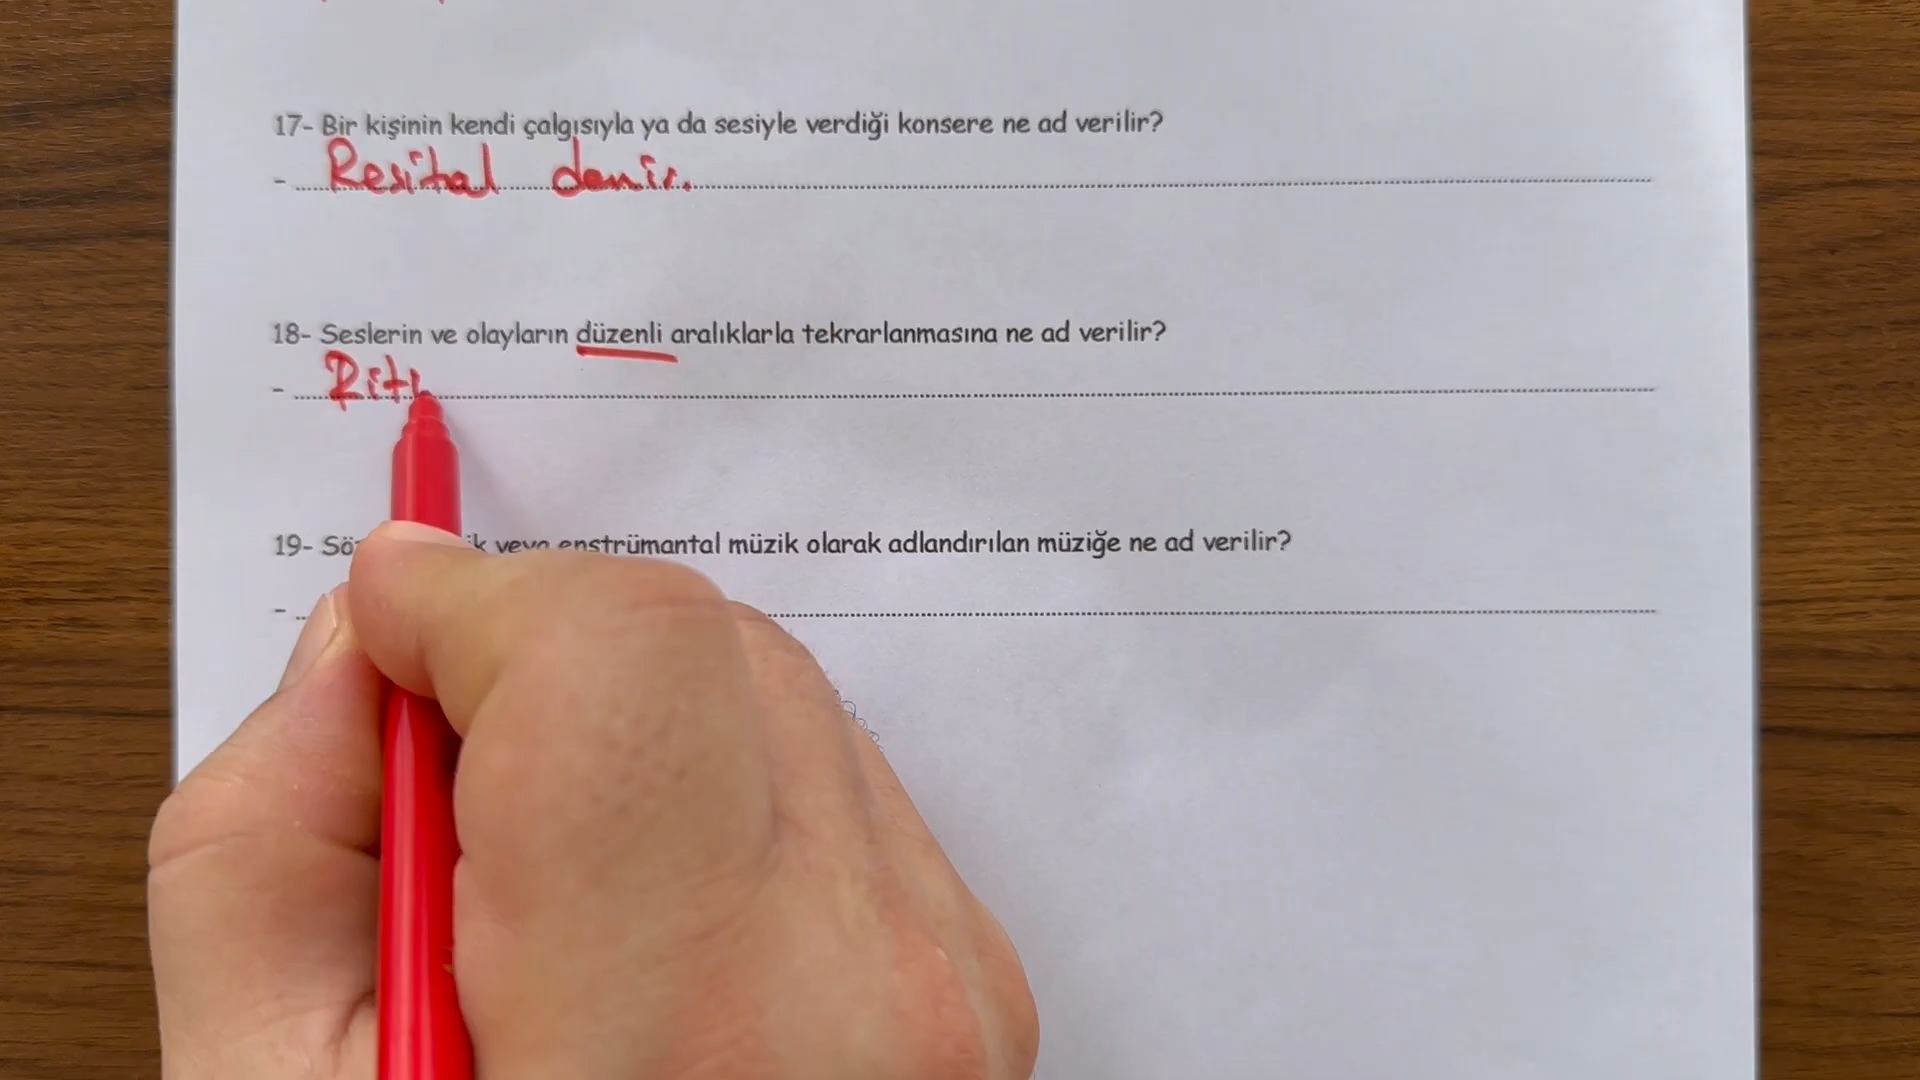 17- Bir kişinin kendi çalgısıyla ya da sesiyle verdiği konsere ne ad verilir?
- Resital denir.
18- Seslerin ve olayların düzenli aralıklarla tekrarlanmasına ne ad verilir?
- Rit
19- veya enstrümantal müzik olarak adlandırılan müziğe ne ad verilir?
-